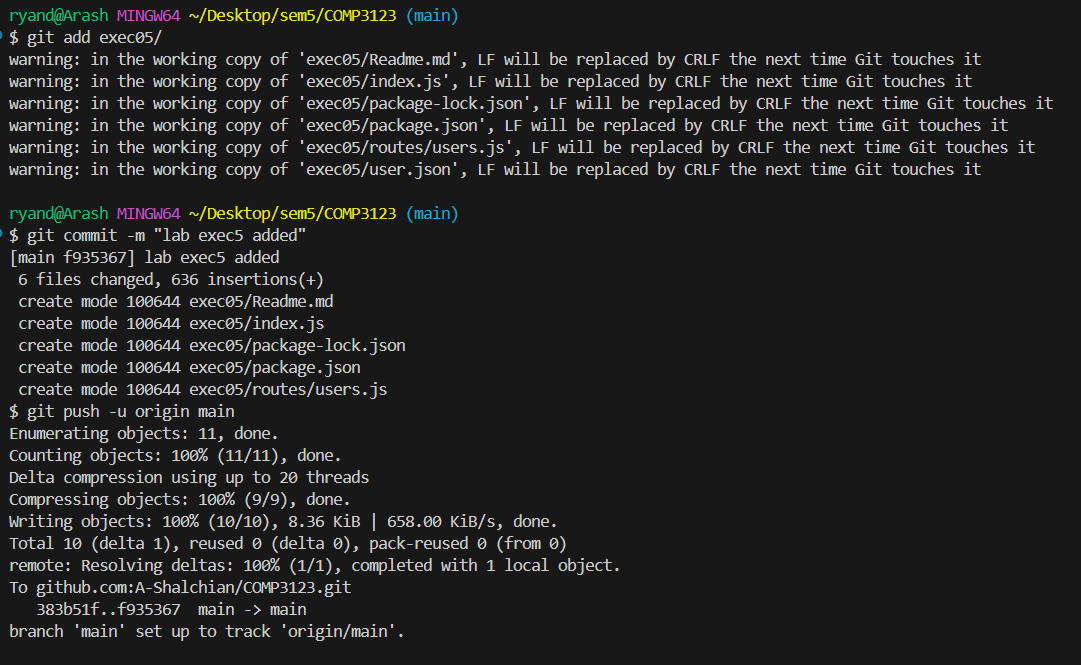 ryand@Arash MINGW64 ~/Desktop/sem5/COMP3123 (main)
$ git add exec05/
warning: in the working copy of 'exec05/Readme.md', LF will be replaced by CRLF the next time Git touches it
warning: in the working copy of 'exec05/index.js', LF will be replaced by CRLF the next time Git touches it
warning: in the working copy of 'exec05/package-lock.json', LF will be replaced by CRLF the next time Git touches it
warning: in the working copy of 'exec05/package.json', LF will be replaced by CRLF the next time Git touches it
warning: in the working copy of 'exec05/routes/users.js', LF will be replaced by CRLF the next time Git touches it
warning: in the working copy of 'exec05/user.json', LF will be replaced by CRLF the next time Git touches it
ryand@Arash MINGW64 ~/Desktop/sem5/COMP3123 (main)
$ git commit -m "lab exec5 added"
[main f935367] lab exec5 added
 6 files changed, 636 insertions(+)
 create mode 100644 exec05/Readme.md
 create mode 100644 exec05/index.js
 create mode 100644 exec05/package-lock.json
 create mode 100644 exec05/package.json
 create mode 100644 exec05/routes/users.js
$ git push -u origin main
Enumerating objects: 11, done.
Counting objects: 100% (11/11), done.
Delta compression using up to 20 threads
Compressing objects: 100% (9/9), done.
Writing objects: 100% (10/10), 8.36 KiB | 658.00 KiB/s, done.
Total 10 (delta 1), reused 0 (delta 0), pack-reused 0 (from 0)
remote: Resolving deltas: 100% (1/1), completed with 1 local object.
To github.com:A-Shalchian/COMP3123.git
   383b51f..f935367  main -> main
branch 'main' set up to track 'origin/main'.